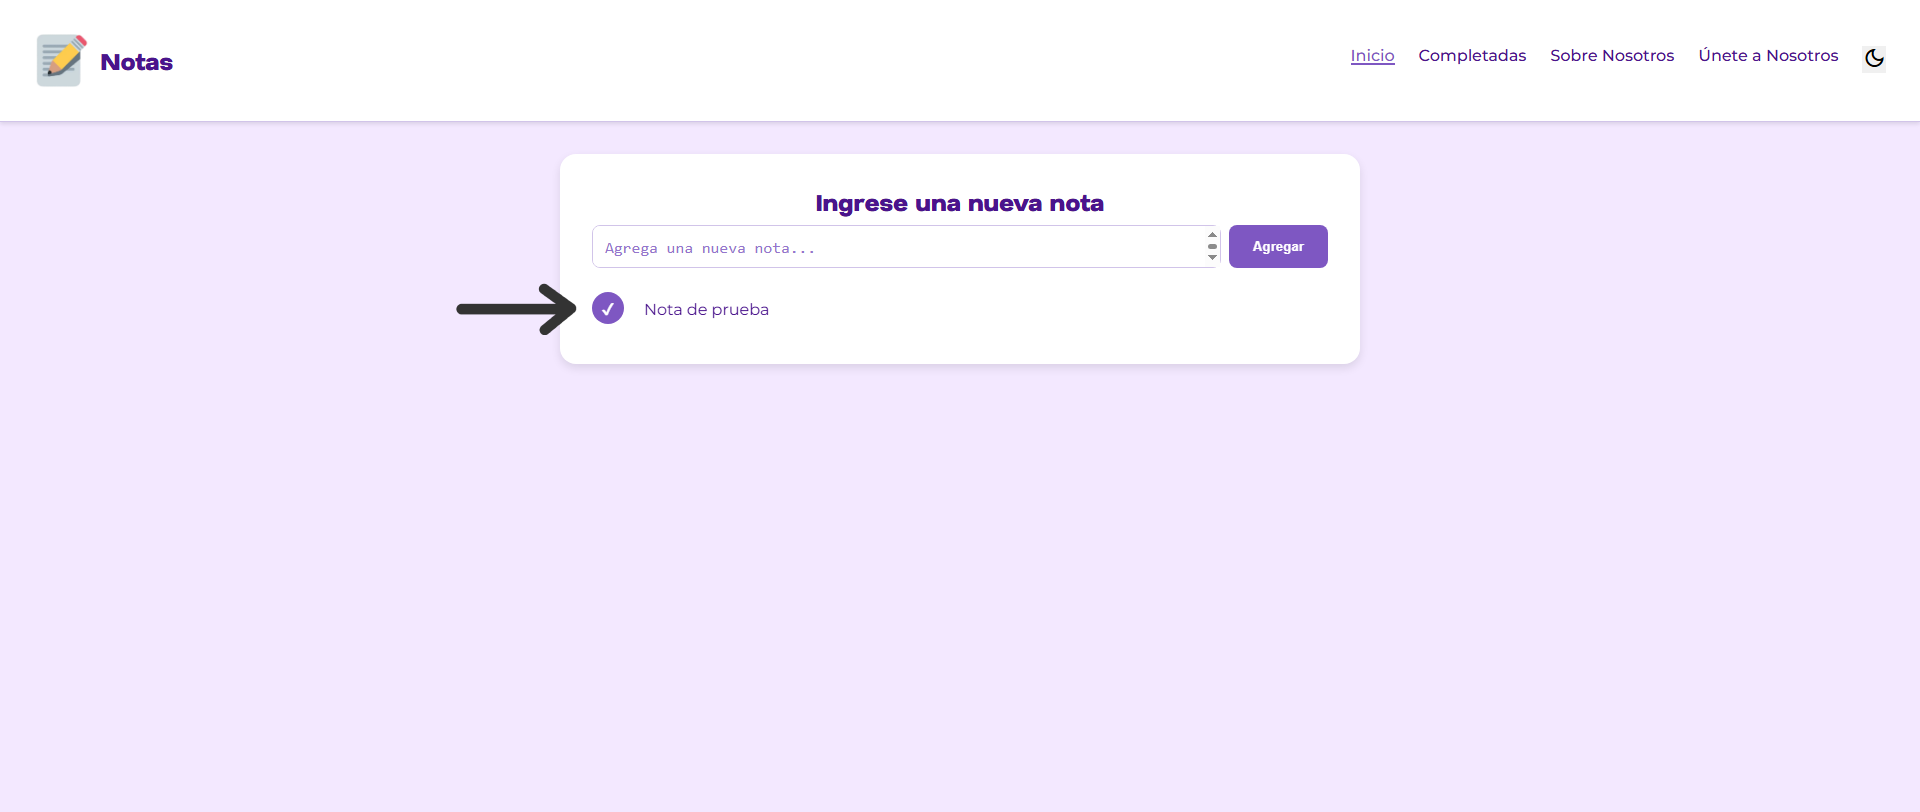 Notas
Inicio Completadas Sobre Nosotros Únete a Nosotros
Ingrese una nueva nota
Agrega una nueva nota... Agregar
Nota de prueba